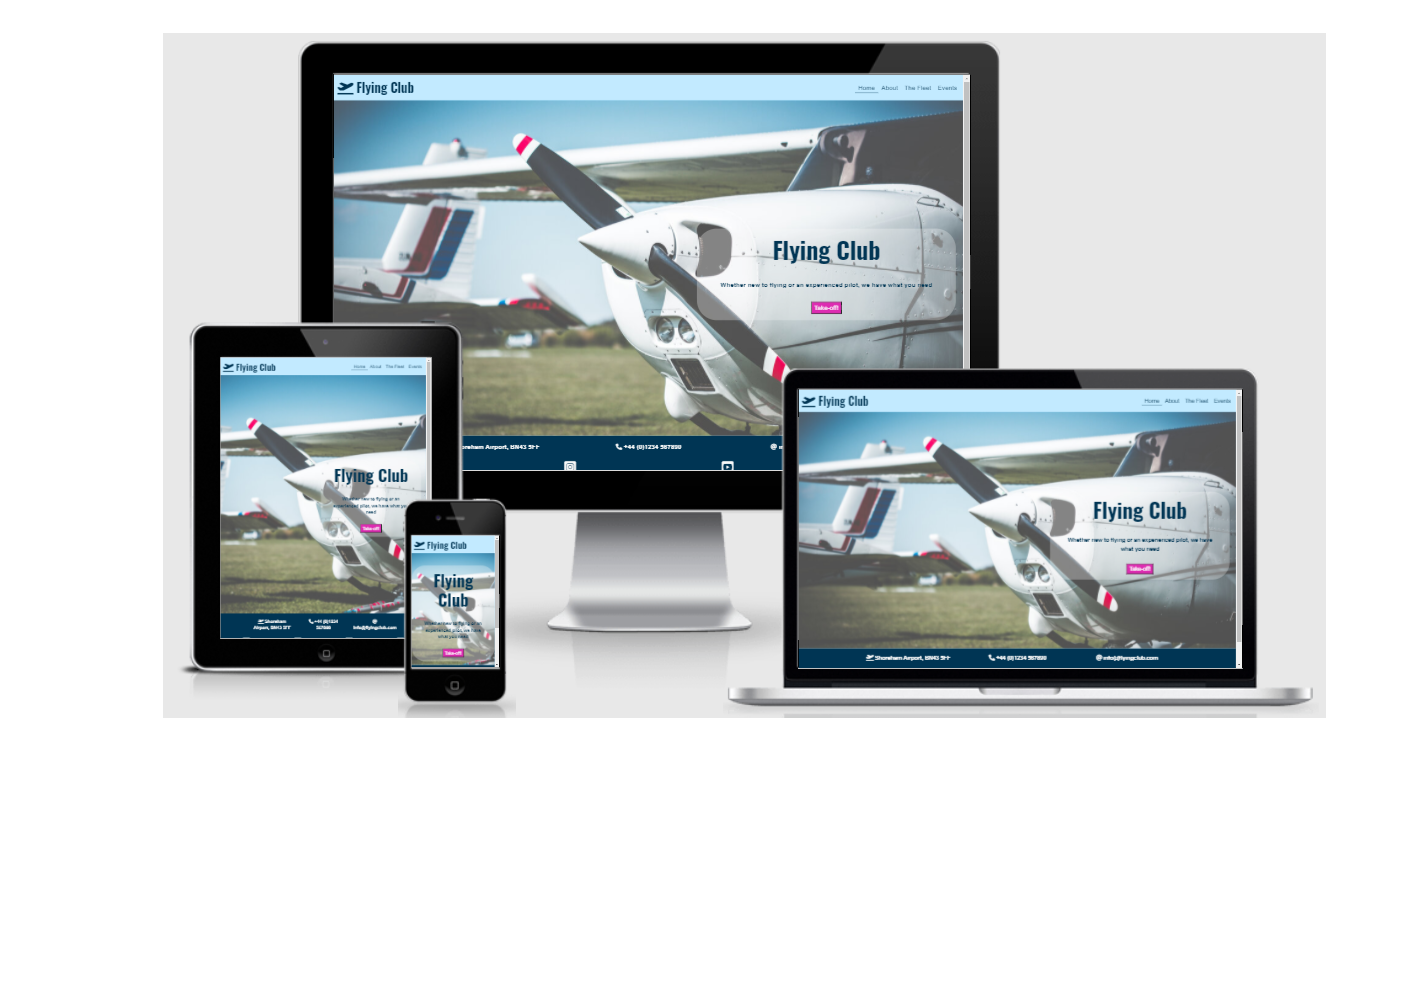 Flying Club
Home About The Fleet Events
Flying Club
Whether new to flying or an experienced pilot, we have what you need
Take-off!
Airport, BN43 5FF
+44 (0)1234 567890
Flying Club
Home About The Fleet Events
Flying Club
Whether new to flying or an
experienced pilot, we have what you
need
Take-off!
Shoreham
Airport, BN43 5FF
+44 (0)1234
567890
info@flyingclub.com
Flying Club
Flying
Club
Whether new to flying or an
experienced pilot, we have
what you need
Take-off!
Flying Club
Home About The Fleet Events
Flying Club
Whether new to flying or an experienced pilot, we have
what you need
Take-off!
Shoreham Airport, BN43 5FF
+44 (0)1234 567890
info@flyingclub.com